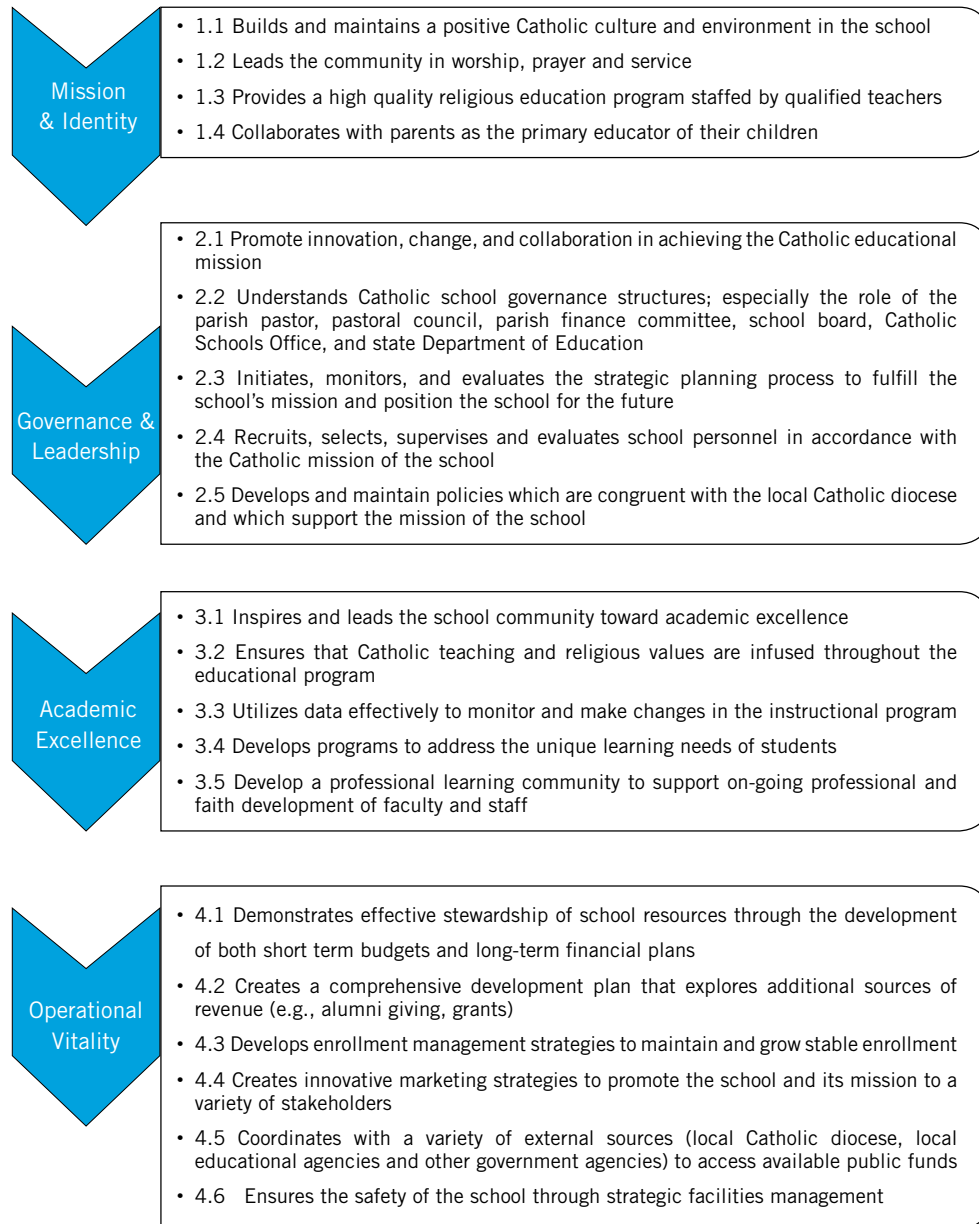 Mission
& Identity
• 1.1 Builds and maintains a positive Catholic culture and environment in the school
• 1.2 Leads the community in worship, prayer and service
• 1.3 Provides a high quality religious education program staffed by qualified teachers
• 1.4 Collaborates with parents as the primary educator of their children
Governance &
Leadership
• 2.1 Promote innovation, change, and collaboration in achieving the Catholic educational
mission
• 2.2 Understands Catholic school governance structures; especially the role of the
parish pastor, pastoral council, parish finance committee, school board, Catholic
Schools Office, and state Department of Education
• 2.3 Initiates, monitors, and evaluates the strategic planning process to fulfill the
school's mission and position the school for the future
• 2.4 Recruits, selects, supervises and evaluates school personnel in accordance with
the Catholic mission of the school
• 2.5 Develops and maintain policies which are congruent with the local Catholic diocese
and which support the mission of the school
Academic
Excellence
• 3.1 Inspires and leads the school community toward academic excellence
• 3.2 Ensures that Catholic teaching and religious values are infused throughout the
educational program
• 3.3 Utilizes data effectively to monitor and make changes in the instructional program
• 3.4 Develops programs to address the unique learning needs of students
• 3.5 Develop a professional learning community to support on-going professional and
faith development of faculty and staff
Operational
Vitality
• 4.1 Demonstrates effective stewardship of school resources through the development
of both short term budgets and long-term financial plans
• 4.2 Creates a comprehensive development plan that explores additional sources of
revenue (e.g., alumni giving, grants)
• 4.3 Develops enrollment management strategies to maintain and grow stable enrollment
• 4.4 Creates innovative marketing strategies to promote the school and its mission to a
variety of stakeholders
• 4.5 Coordinates with a variety of external sources (local Catholic diocese, local
educational agencies and other government agencies) to access available public funds
• 4.6 Ensures the safety of the school through strategic facilities management